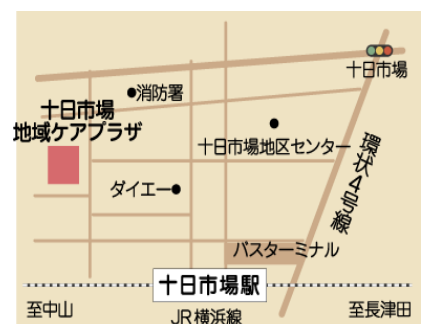 十日市場
消防署
十日市場
地域ケアプラザ
十日市場地区センター
環状4号線
ダイエー
バスターミナル
十日市場駅
至中山
JR横浜線
至長津田